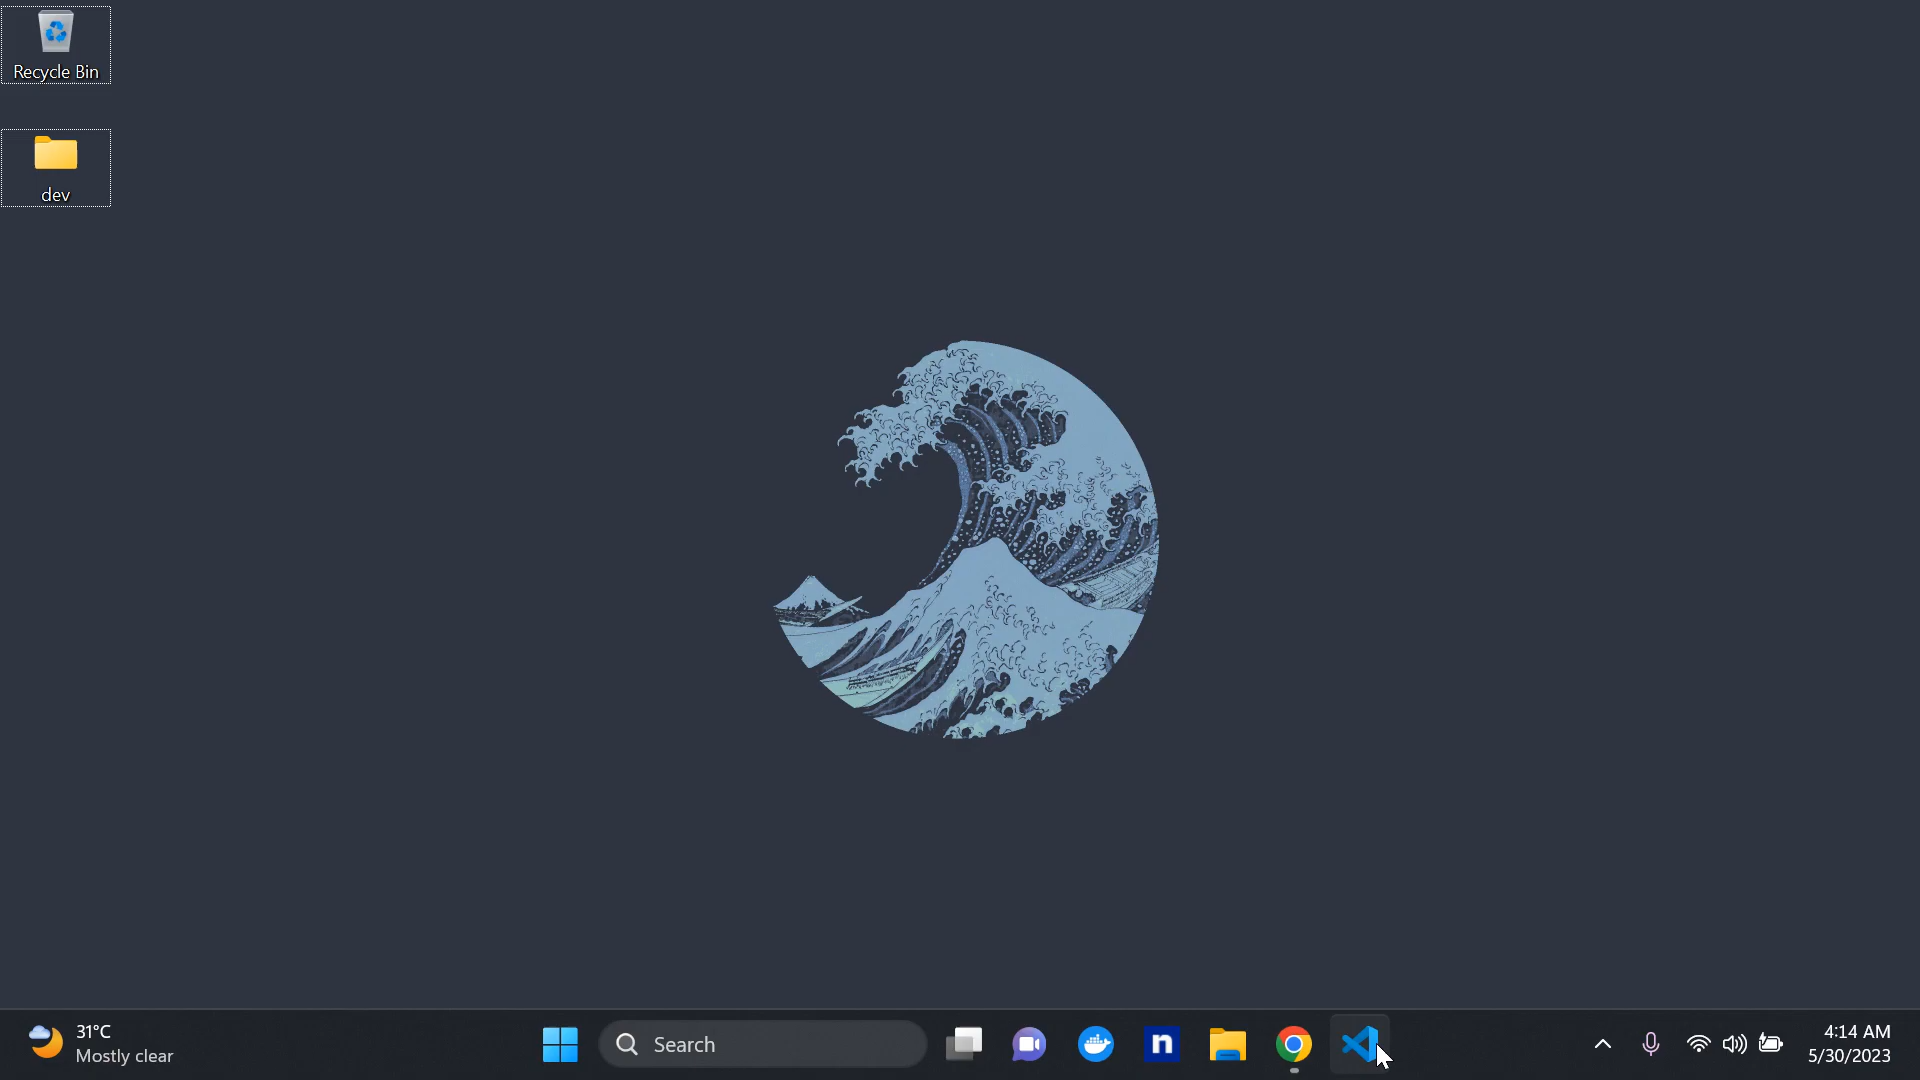 Recycle Bin
dev
31°C
Mostly clear
Search
n
4:14 AM
5/30/2023